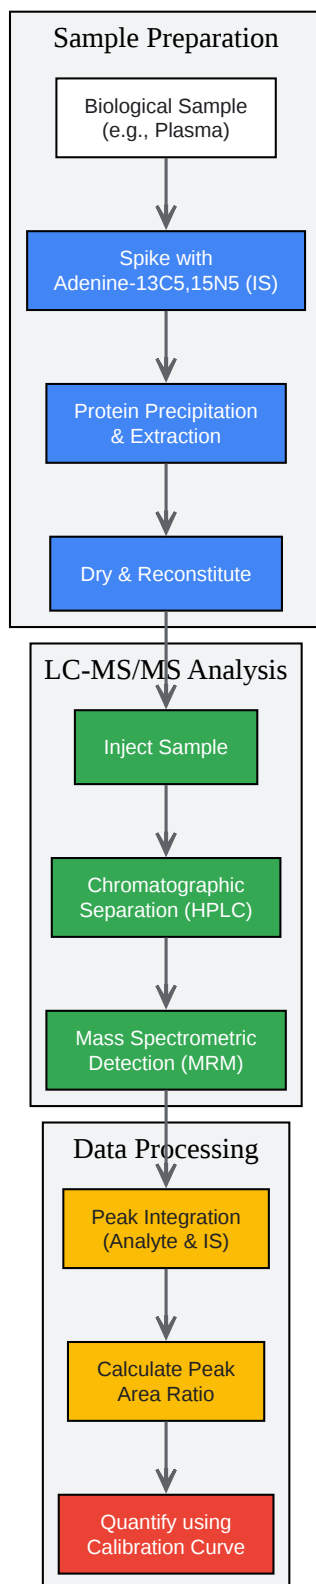 Sample Preparation
Biological Sample
(e.g., Plasma)
Spike with
Adenine-13C5,15N5 (IS)
Protein Precipitation
& Extraction
Dry & Reconstitute
LC-MS/MS Analysis
Inject Sample
Chromatographic
Separation (HPLC)
Mass Spectrometric
Detection (MRM)
Data Processing
Peak Integration
(Analyte & IS)
Calculate Peak
Area Ratio
Quantify using
Calibration Curve